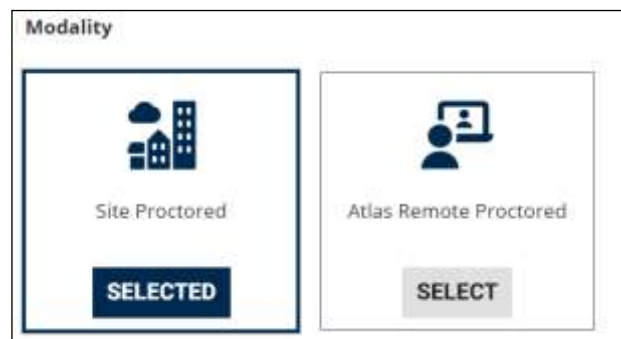 Modality
Site Proctored
Atlas Remote Proctored
SELECTED
SELECT